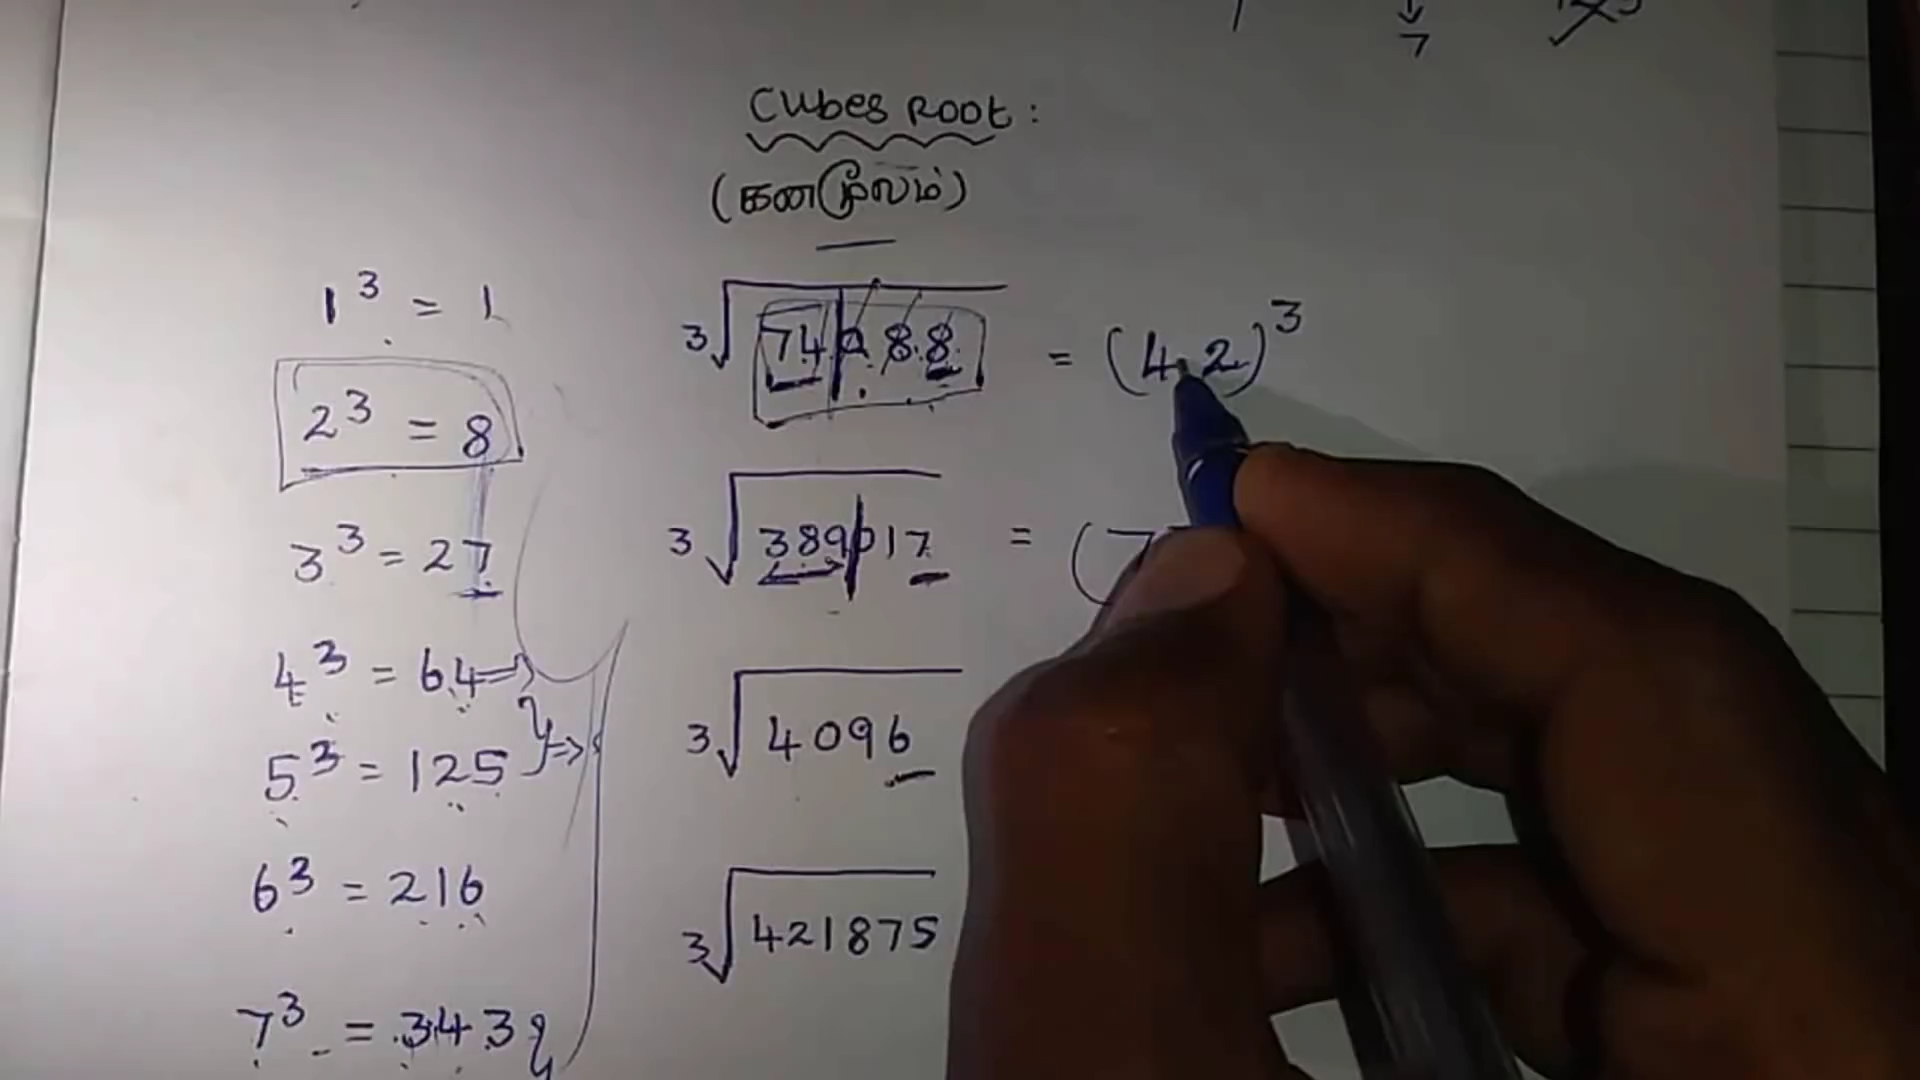 7
Cubes Root :
(கனமூலம்)
1³ = 1
2³ = 8
3³ = 27
4³ = 64
5³ = 125
6³ = 216
7³ = 343
³√74088 = (42)³
³√389017 = (7
³√4096
³√421875